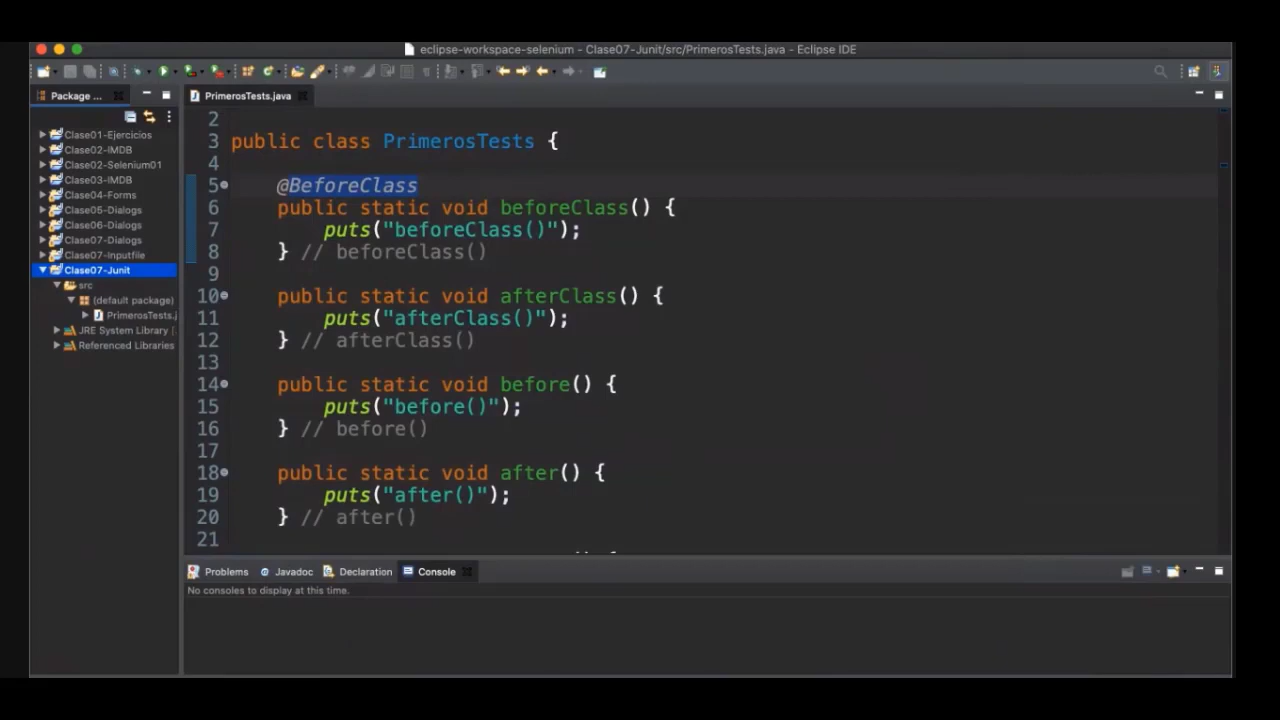 eclipse-workspace-selenium - Clase07-Junit/src/PrimerosTests.java - Eclipse IDE
Package ...
PrimerosTests.java
Clase01-Ejercicios
Clase02-IMDB
Clase02-Selenium01
Clase03-IMDB
Clase04-Forms
Clase05-Dialogs
Clase06-Dialogs
Clase07-Dialogs
Clase07-Inputfile
Clase07-Junit
src
(default package)
PrimerosTests.j
JRE System Library [
Referenced Libraries
2
3 public class PrimerosTests {
4
5 @BeforeClass
6 public static void beforeClass() {
7 puts("beforeClass()");
8 } // beforeClass()
9
10 public static void afterClass() {
11 puts("afterClass()");
12 } // afterClass()
13
14 public static void before() {
15 puts("before()");
16 } // before()
17
18 public static void after() {
19 puts("after()");
20 } // after()
21
Problems Javadoc Declaration Console
No consoles to display at this time.